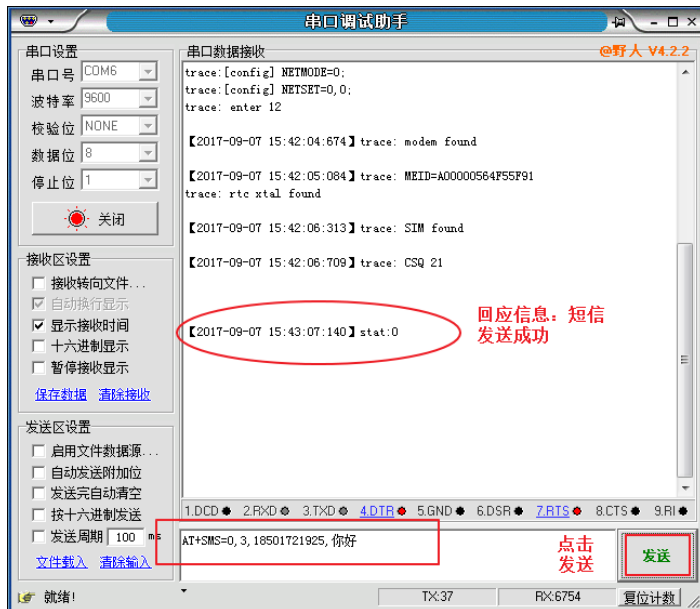 串口调试助手
串口设置
串口号 COM6
波特率 9600
校验位 NONE
数据位 8
停止位 1
关闭
接收区设置
接收转向文件...
自动换行显示
显示接收时间
十六进制显示
暂停接收显示
保存数据 清除接收
发送区设置
启用文件数据源...
自动发送附加位
发送完自动清空
按十六进制发送
发送周期 100 ms
文件载入 清除输入
串口数据接收
@野人 V4.2.2
trace:[config] NETMODE=0;
trace:[config] NETSET=0,0;
trace: enter 12
【2017-09-07 15:42:04:674】trace: modem found
【2017-09-07 15:42:05:084】trace: MEID=A00000564F55F91
trace: rtc xtal found
【2017-09-07 15:42:06:313】trace: SIM found
【2017-09-07 15:42:06:709】trace: CSQ 21
【2017-09-07 15:43:07:140】stat:0
回应信息：短信
发送成功
1.DCD 2.RXD 3.TXD 4.DTR 5.GND 6.DSR 7.RTS 8.CTS 9.RI
AT+SMS=0,3,18501721925,你好
点击
发送
发送
就绪! TX:37 RX:6754 复位计数